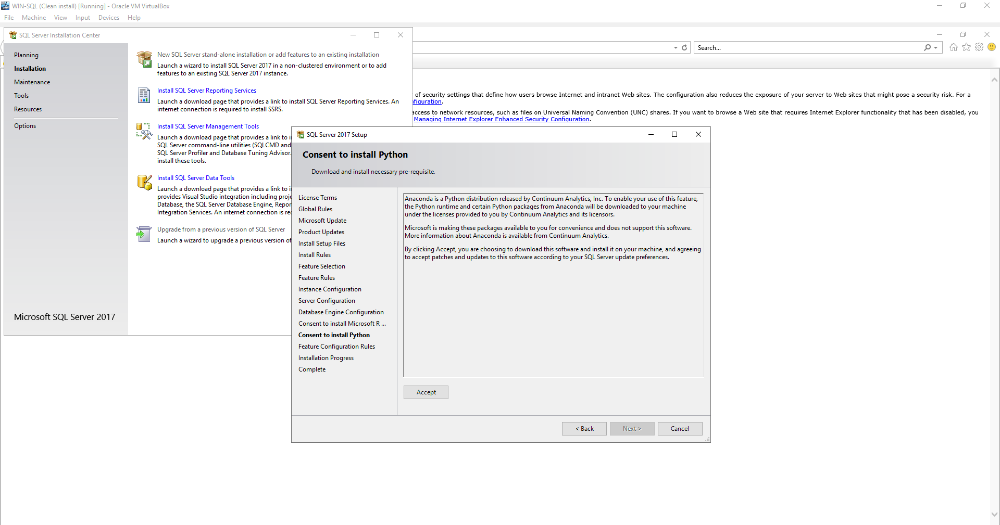 WIN-SQL (Clean install) [Running] - Oracle VM VirtualBox
File Machine View Input Devices Help
SQL Server Installation Center
Planning
Installation
Maintenance
Tools
Resources
Options
Microsoft SQL Server 2017
New SQL Server stand-alone installation or add features to an existing installation
Launch a wizard to install SQL Server 2017 in a non-clustered environment or to add
features to an existing SQL Server 2017 instance.
Install SQL Server Reporting Services
Launch a download page that provides a link to install SQL Server Reporting Services. An
internet connection is required to install SSRS.
Install SQL Server Management Tools
Launch a download page that provides a link to i
SQL Server command-line utilities (SQLCMD and
SQL Server Profiler and Database Tuning Advisor.
install these tools.
Install SQL Server Data Tools
Launch a download page that provides a link to i
provides Visual Studio integration including proje
Database, the SQL Server Database Engine, Repor
Integration Services. An internet connection is re
Upgrade from a previous version of SQL Server
Launch a wizard to upgrade a previous version of
Search...
of security settings that define how users browse Internet and intranet Web sites. The configuration also reduces the exposure of your server to Web sites that might pose a security risk. For a
figuration.
access to network resources, such as files on Universal Naming Convention (UNC) shares. If you want to browse a Web site that requires Internet Explorer functionality that has been disabled, you
Managing Internet Explorer Enhanced Security Configuration.
SQL Server 2017 Setup
Consent to install Python
Download and install necessary pre-requisite.
License Terms
Global Rules
Microsoft Update
Product Updates
Install Setup Files
Install Rules
Feature Selection
Feature Rules
Instance Configuration
Server Configuration
Database Engine Configuration
Consent to install Microsoft R ...
Consent to install Python
Feature Configuration Rules
Installation Progress
Complete
Anaconda is a Python distribution released by Continuum Analytics, Inc. To enable your use of this feature,
the Python runtime and certain Python packages from Anaconda will be downloaded to your machine
under the licenses provided to you by Continuum Analytics and its licensors.
Microsoft is making these packages available to you for convenience and does not support this software.
More information about Anaconda is available from Continuum Analytics.
By clicking Accept, you are choosing to download this software and install it on your machine, and agreeing
to accept patches and updates to this software according to your SQL Server update preferences.
Accept
< Back Next > Cancel